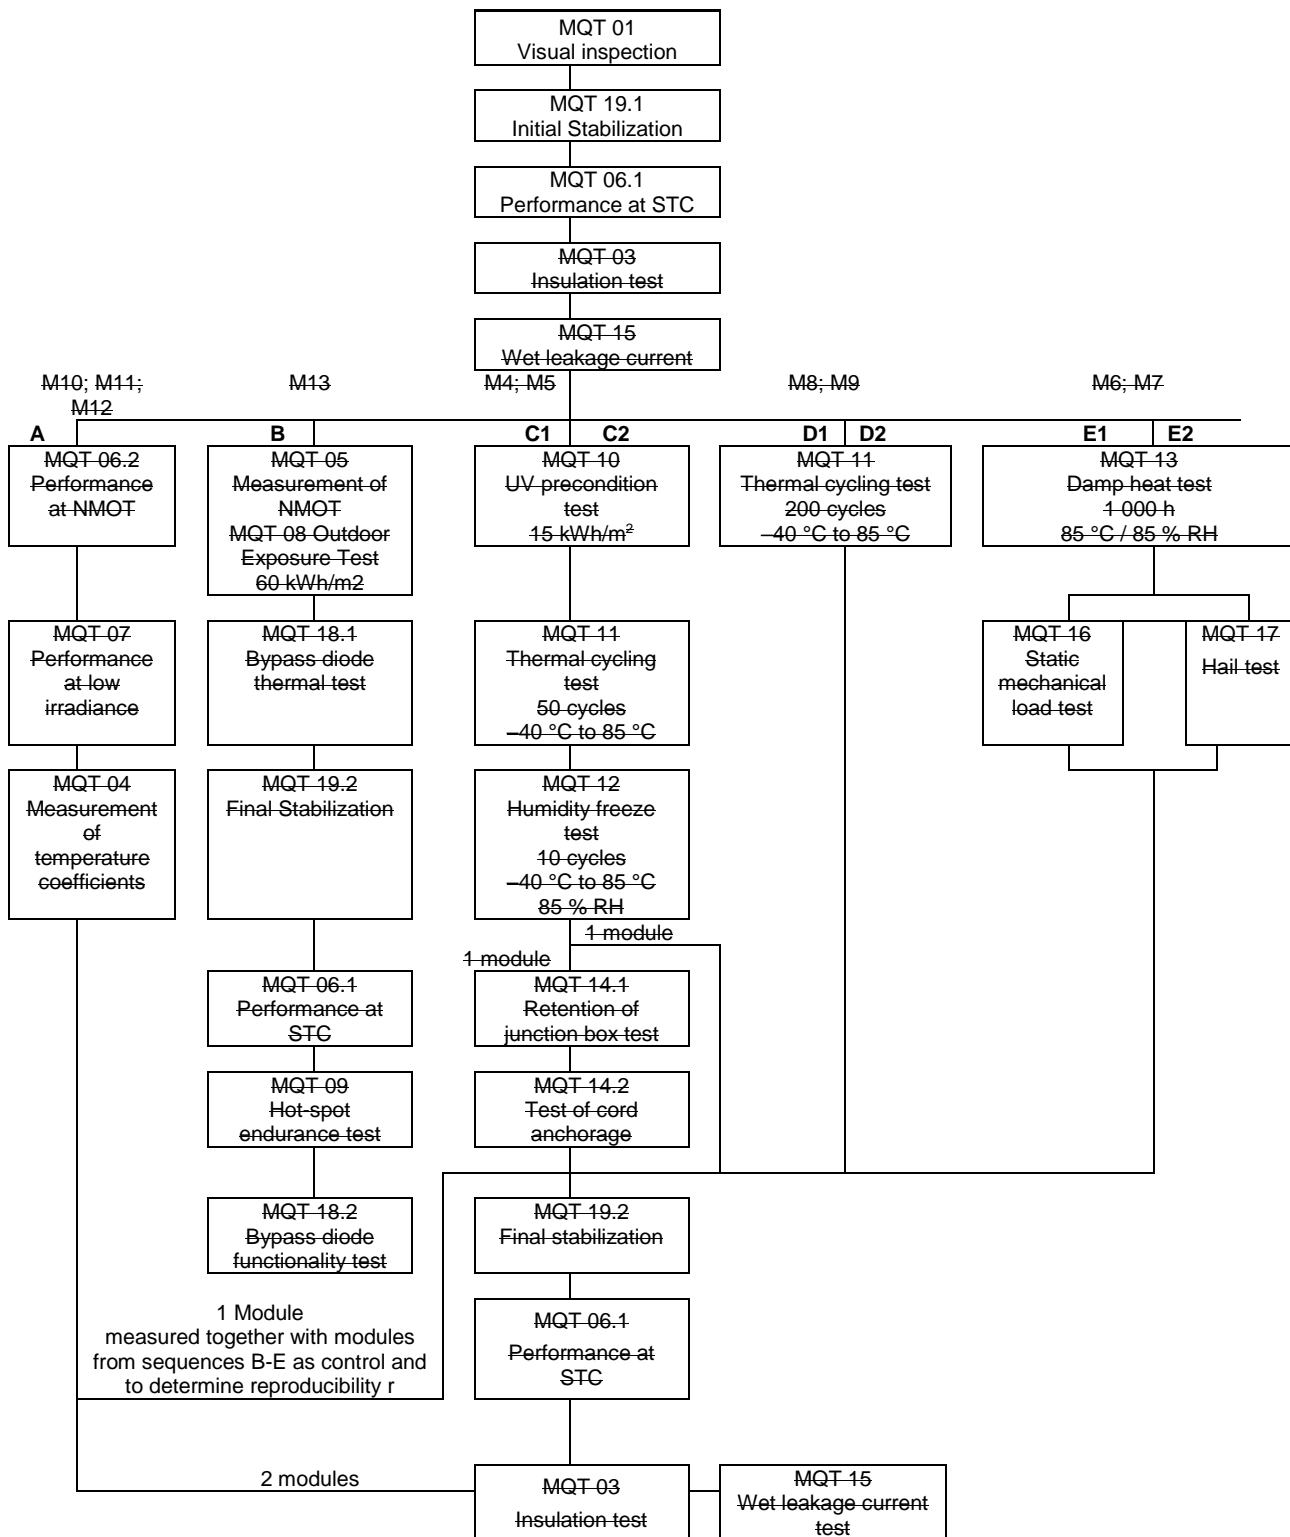 MQT 01
Visual inspection
MQT 19.1
Initial Stabilization
MQT 06.1
Performance at STC
MQT 03
Insulation test
MQT 15
Wet leakage current
M10; M11;
M12
M13
M4; M5
M8; M9
M6; M7
A
B
C1 C2
D1 D2
E1 E2
MQT 06.2
Performance
at NMOT
MQT 05
Measurement of
NMOT
MQT 08 Outdoor
Exposure Test
60 kWh/m2
MQT 10
UV precondition
test
15 kWh/m²
MQT 11
Thermal cycling test
200 cycles
–40 °C to 85 °C
MQT 13
Damp heat test
1 000 h
85 °C / 85 % RH
MQT 07
Performance
at low
irradiance
MQT 18.1
Bypass diode
thermal test
MQT 11
Thermal cycling
test
50 cycles
–40 °C to 85 °C
MQT 16
Static
mechanical
load test
MQT 17
Hail test
MQT 04
Measurement
of
temperature
coefficients
MQT 19.2
Final Stabilization
MQT 12
Humidity freeze
test
10 cycles
–40 °C to 85 °C
85 % RH
1 module
1 module
MQT 06.1
Performance at
STC
MQT 14.1
Retention of
junction box test
MQT 09
Hot-spot
endurance test
MQT 14.2
Test of cord
anchorage
MQT 18.2
Bypass diode
functionality test
MQT 19.2
Final stabilization
1 Module
measured together with modules
from sequences B-E as control and
to determine reproducibility r
MQT 06.1
Performance at
STC
2 modules
MQT 03
Insulation test
MQT 15
Wet leakage current
test